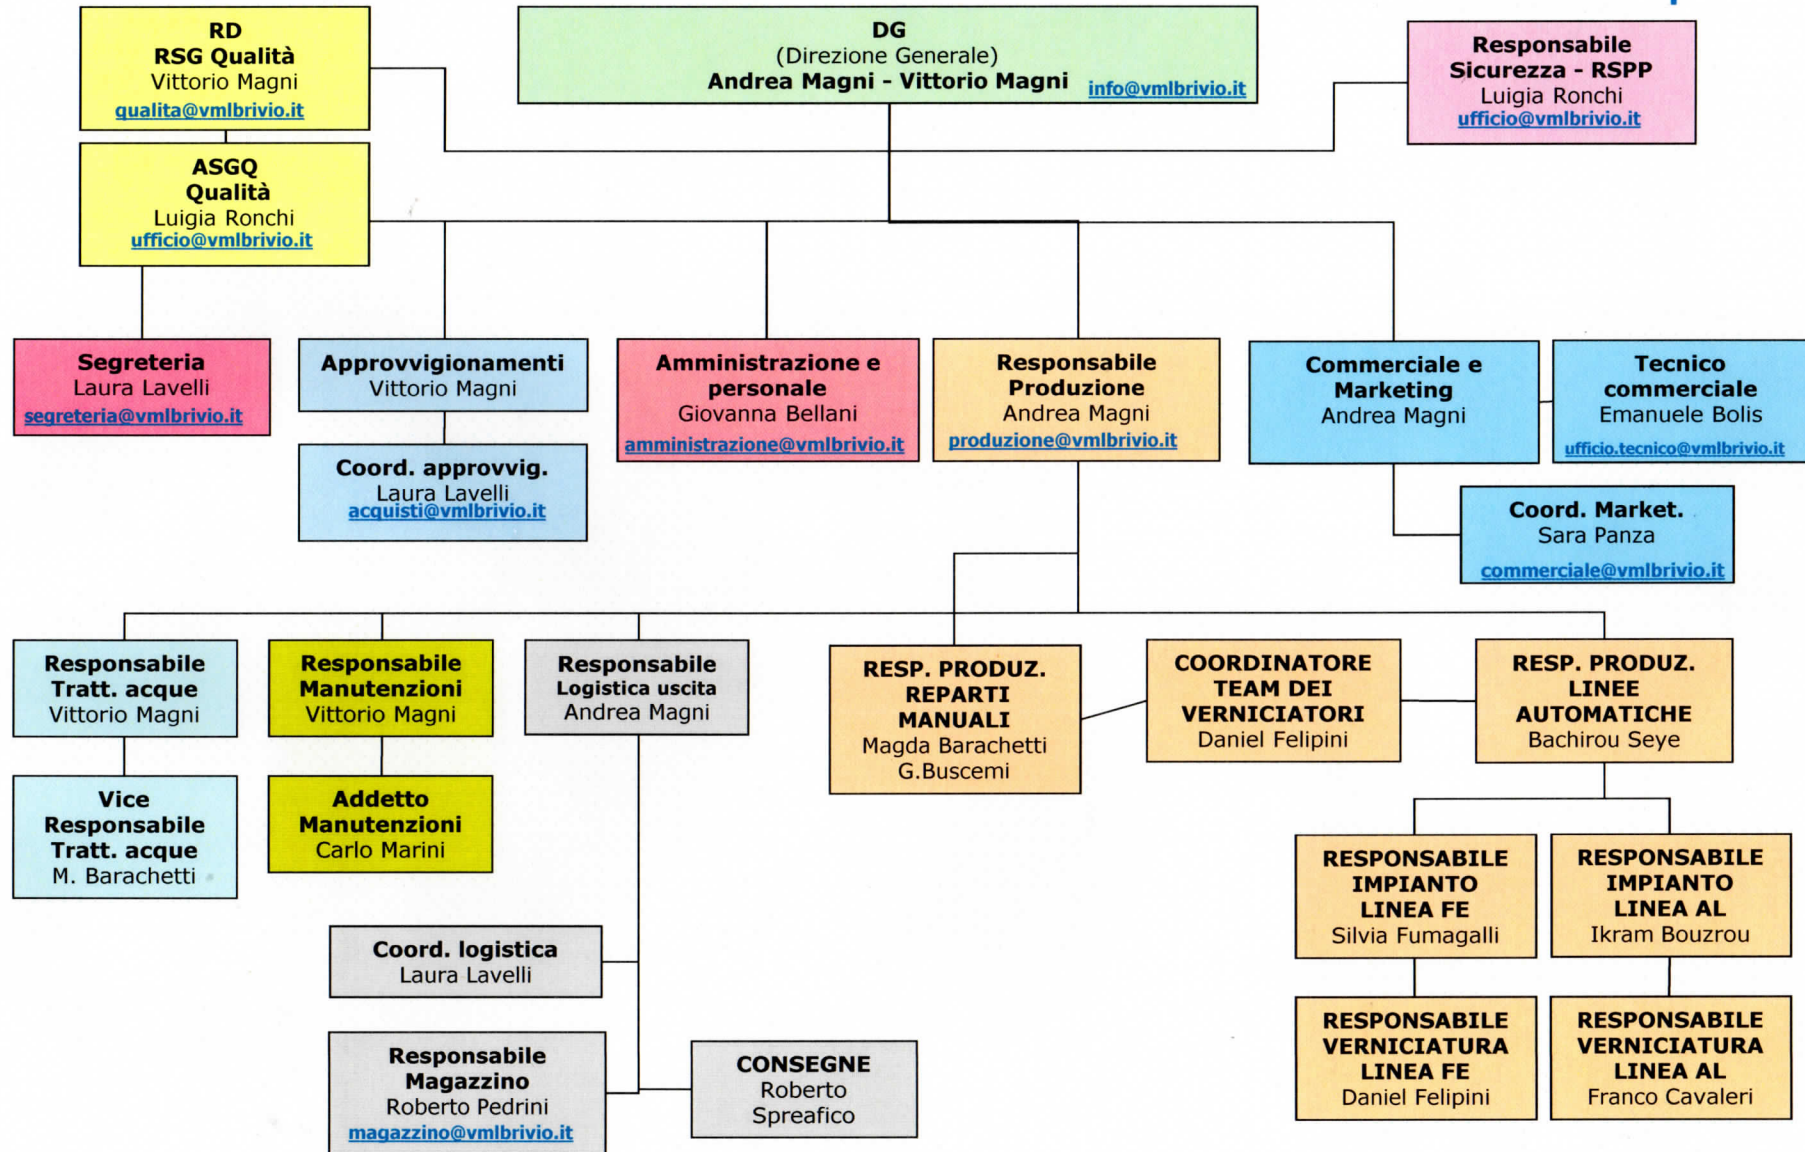 RD
RSG Qualità
Vittorio Magni
qualita@vmlbrivio.it
DG
(Direzione Generale)
Andrea Magni - Vittorio Magni info@vmlbrivio.it
Responsabile
Sicurezza - RSPP
Luigia Ronchi
ufficio@vmlbrivio.it
ASGQ
Qualità
Luigia Ronchi
ufficio@vmlbrivio.it
Segreteria
Laura Lavelli
segreteria@vmlbrivio.it
Approvvigionamenti
Vittorio Magni
Amministrazione e
personale
Giovanna Bellani
amministrazione@vmlbrivio.it
Responsabile
Produzione
Andrea Magni
produzione@vmlbrivio.it
Commerciale e
Marketing
Andrea Magni
Tecnico
commerciale
Emanuele Bolis
ufficio.tecnico@vmlbrivio.it
Coord. approvvig.
Laura Lavelli
acquisti@vmlbrivio.it
Coord. Market.
Sara Panza
commerciale@vmlbrivio.it
Responsabile
Tratt. acque
Vittorio Magni
Responsabile
Manutenzioni
Vittorio Magni
Responsabile
Logistica uscita
Andrea Magni
RESP. PRODUZ.
REPARTI
MANUALI
Magda Barachetti
G.Buscemi
COORDINATORE
TEAM DEI
VERNICIATORI
Daniel Felipini
RESP. PRODUZ.
LINEE
AUTOMATICHE
Bachirou Seye
Vice
Responsabile
Tratt. acque
M. Barachetti
Addetto
Manutenzioni
Carlo Marini
RESPONSABILE
IMPIANTO
LINEA FE
Silvia Fumagalli
RESPONSABILE
IMPIANTO
LINEA AL
Ikram Bouzrou
Coord. logistica
Laura Lavelli
Responsabile
Magazzino
Roberto Pedrini
magazzino@vmlbrivio.it
CONSEGNE
Roberto
Spreafico
RESPONSABILE
VERNICIATURA
LINEA FE
Daniel Felipini
RESPONSABILE
VERNICIATURA
LINEA AL
Franco Cavaleri